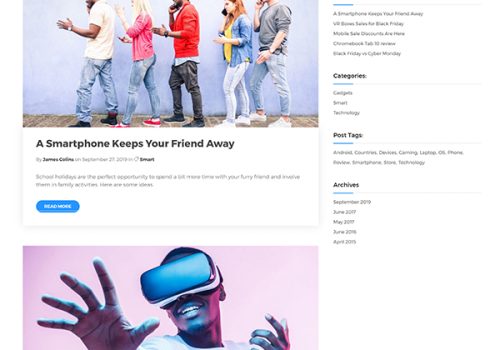 A Smartphone Keeps Your Friend Away
By James Colins on September 27, 2019 in Smart
School holidays are the perfect opportunity to spend a bit more time with your furry friend and involve
them in family activities. Here are some ideas.
READ MORE
A Smartphone Keeps Your Friend Away
VR Boxes Sales for Black Friday
Mobile Sale Discounts Are Here
Chromebook Tab 10 review
Black Friday vs Cyber Monday
Categories:
Gadgets
Smart
Technology
Post Tags:
Android, Countries, Devices, Gaming, Laptop, OS, Phone,
Review, Smartphone, Store, Technology
Archives
September 2019
June 2017
May 2017
June 2016
April 2015